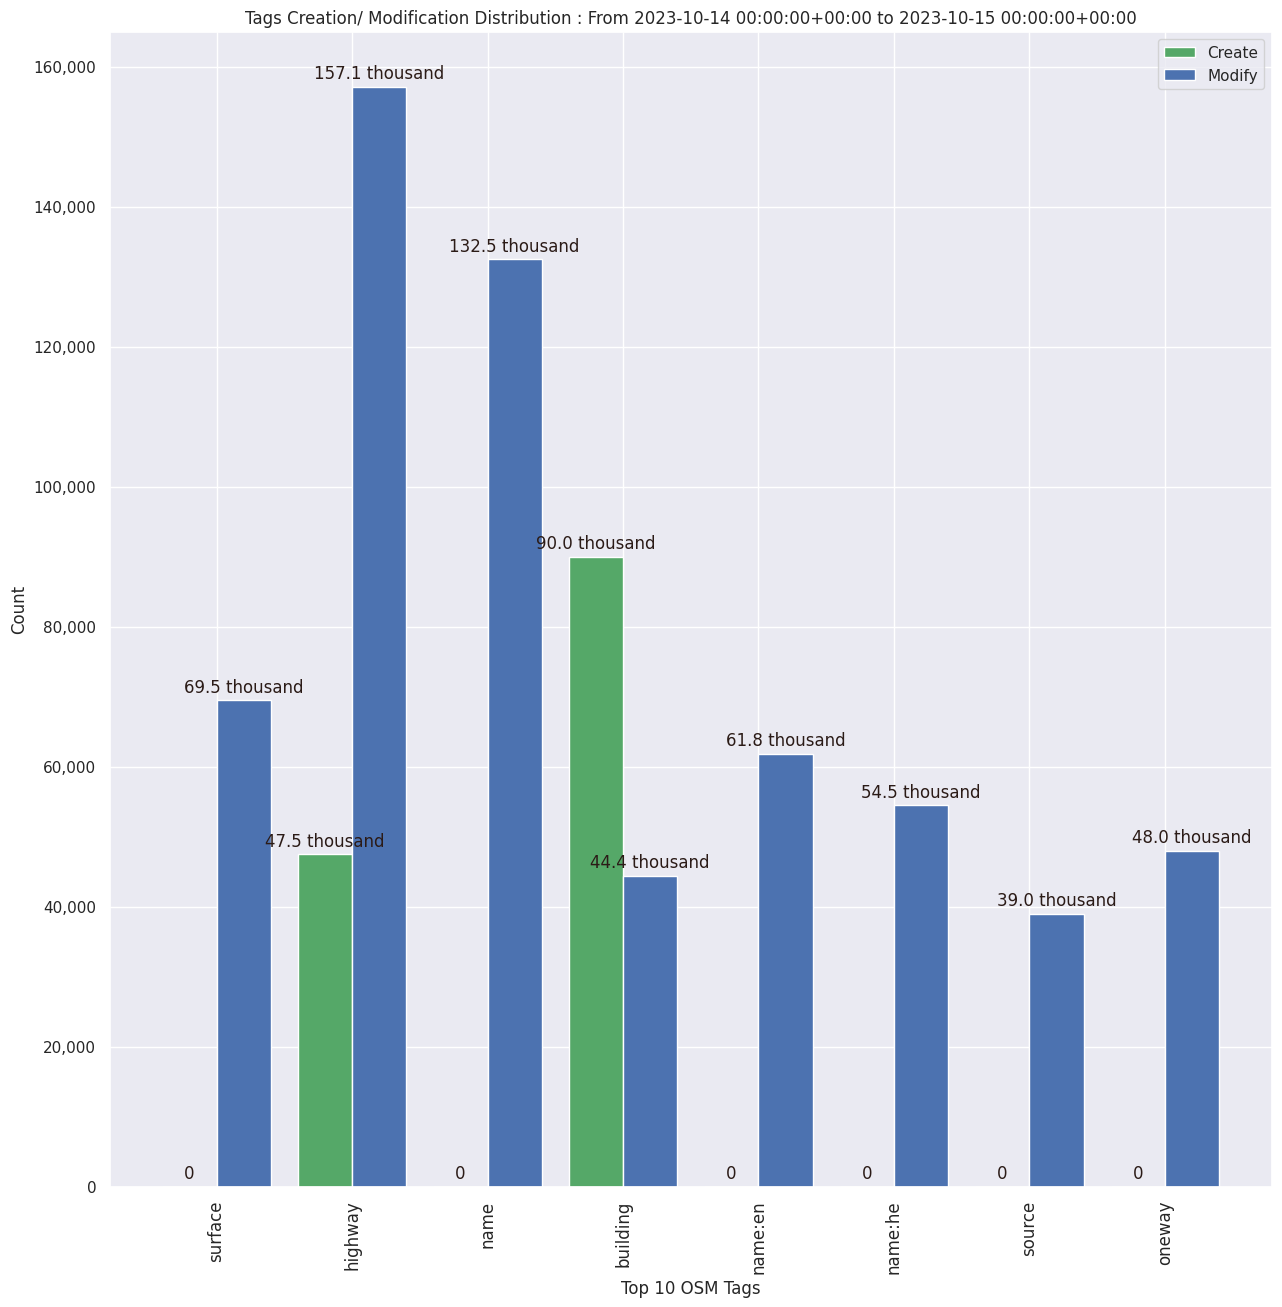 Tags Creation/ Modification Distribution : From 2023-10-14 00:00:00+00:00 to 2023-10-15 00:00:00+00:00
Create
Modify
160,000
140,000
120,000
100,000
80,000
60,000
40,000
20,000
0
Count
157.1 thousand
132.5 thousand
90.0 thousand
69.5 thousand
61.8 thousand
54.5 thousand
47.5 thousand
48.0 thousand
44.4 thousand
39.0 thousand
0
0
0
0
0
0
surface
highway
name
building
name:en
name:he
source
oneway
Top 10 OSM Tags